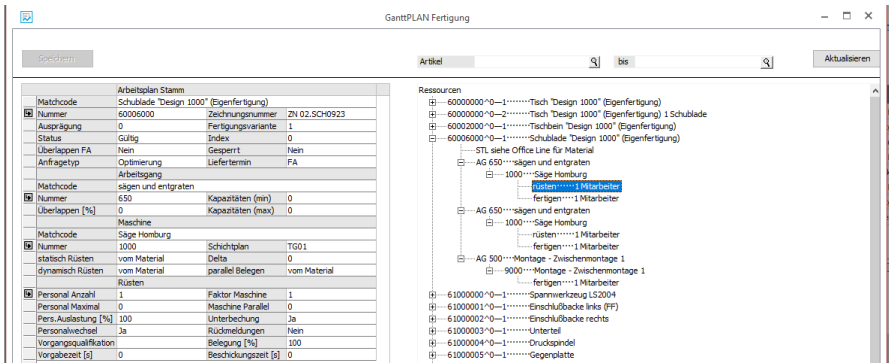 GanttPLAN Fertigung
Speichern
Artikel bis Aktualisieren
Arbeitsplan Stamm
Matchcode Schublade "Design 1000" (Eigenfertigung)
Nummer 60006000 Zeichnungsnummer ZN 02.SCH0923
Ausprägung 0 Fertigungsvariante 1
Status Gültig Index 0
Überlappen FA Nein Gesperrt Nein
Anfragetyp Optimierung Liefertermin FA
Arbeitsgang
Matchcode sägen und entgraten
Nummer 650 Kapazitäten (min) 0
Überlappen [%] 0 Kapazitäten (max) 0
Maschine
Matchcode Säge Homburg
Nummer 1000 Schichtplan TG01
statisch Rüsten vom Material Delta 0
dynamisch Rüsten vom Material parallel Belegen vom Material
Rüsten
Personal Anzahl 1 Faktor Maschine 1
Personal Maximal 0 Maschine Parallel 0
Pers.Auslastung [%] 100 Unterbechung Ja
Personalwechsel Ja Rückmeldungen Nein
Vorgangsqualifikation Belegung [%] 100
Vorgabezeit [s] 0 Beschickungszeit [s] 0
Ressourcen
60000000^0—1········Tisch "Design 1000" (Eigenfertigung)
60000000^0—2········Tisch "Design 1000" (Eigenfertigung) 1 Schublade
60002000^0—1········Tischbein "Design 1000" (Eigenfertigung)
60006000^0—1········Schublade "Design 1000" (Eigenfertigung)
STL siehe Office Line für Material
AG 650····sägen und entgraten
1000····Säge Homburg
rüsten······1 Mitarbeiter
fertigen····1 Mitarbeiter
AG 650····sägen und entgraten
1000····Säge Homburg
rüsten······1 Mitarbeiter
fertigen····1 Mitarbeiter
AG 500····Montage - Zwischenmontage 1
9000····Montage - Zwischenmontage 1
fertigen····1 Mitarbeiter
61000000^0—1········Spannwerkzeug LS2004
61000001^0—1········Einschlußbacke links (FF)
61000002^0—1········Einschlußbacke rechts
61000003^0—1········Unterteil
61000004^0—1········Druckspindel
61000005^0—1········Gegenplatte